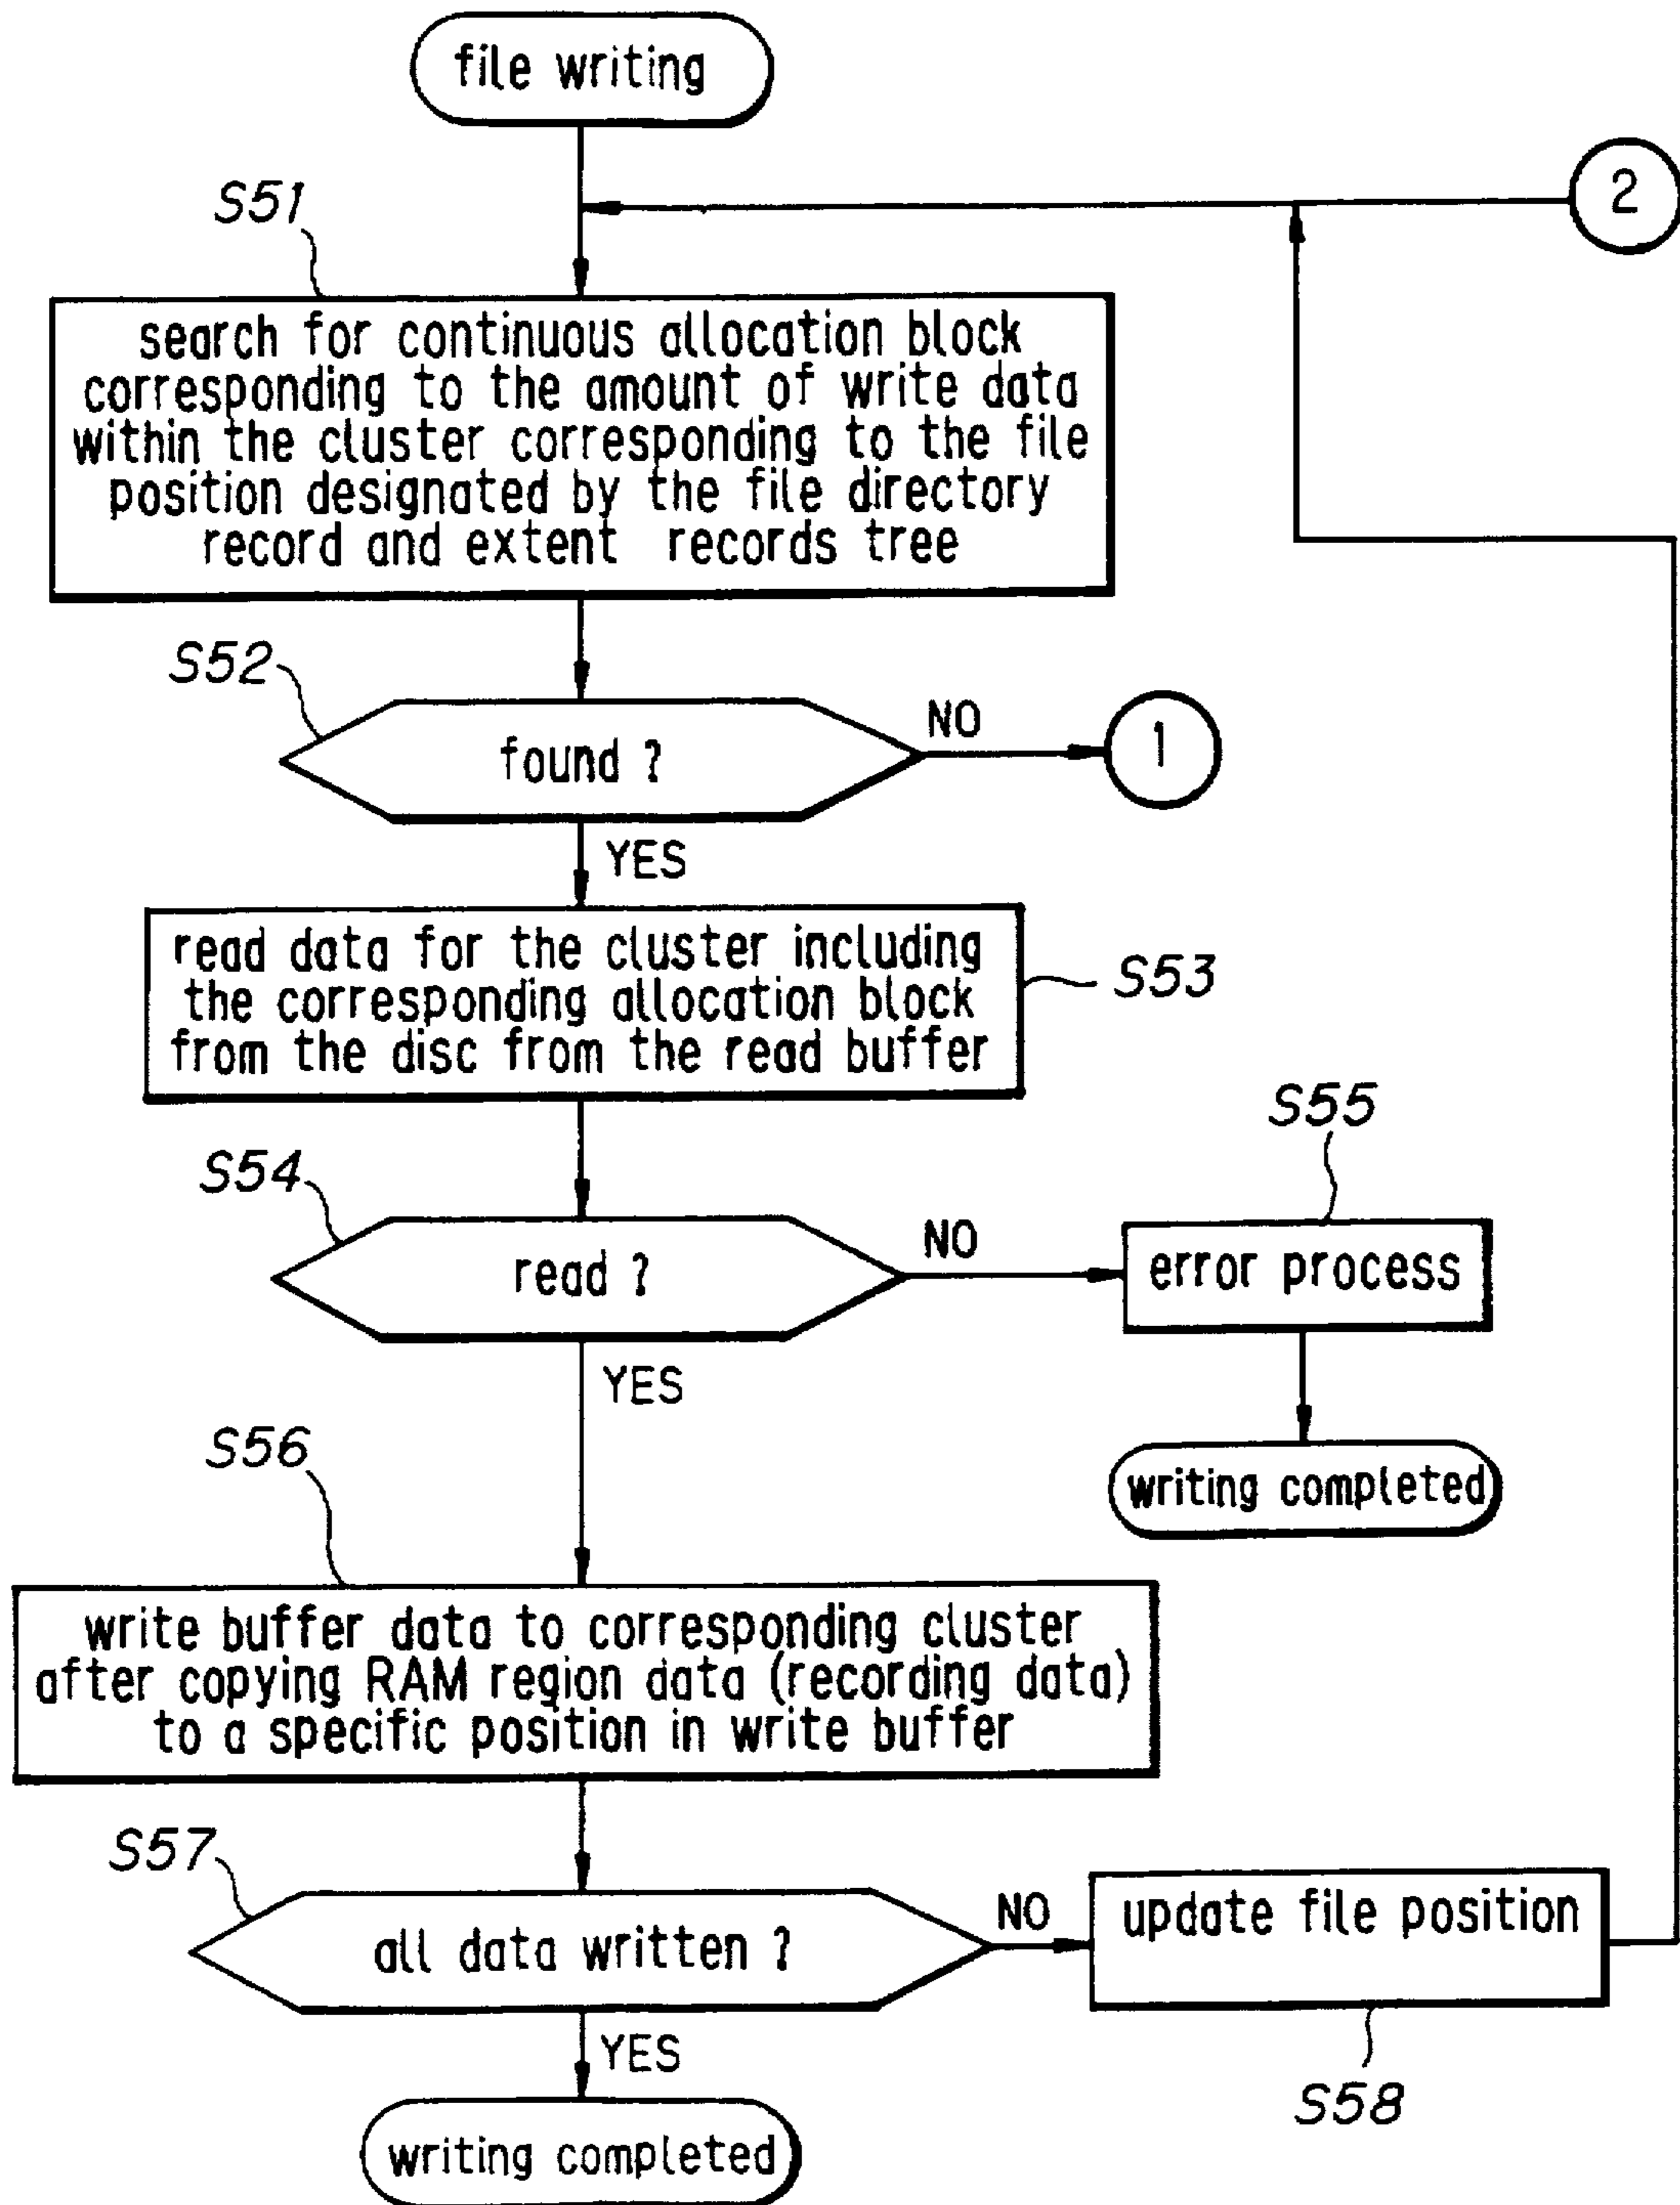 file writing
2
S51
search for continuous allocation block
corresponding to the amount of write data
within the cluster corresponding to the file
position designated by the file directory
record and extent records tree
S52
found ?
NO
1
YES
read data for the cluster including
the corresponding allocation block
from the disc from the read buffer
S53
S55
S54
read ?
NO
error process
YES
writing completed
S56
write buffer data to corresponding cluster
after copying RAM region data (recording data)
to a specific position in write buffer
S57
all data written ?
NO
update file position
YES
S58
writing completed